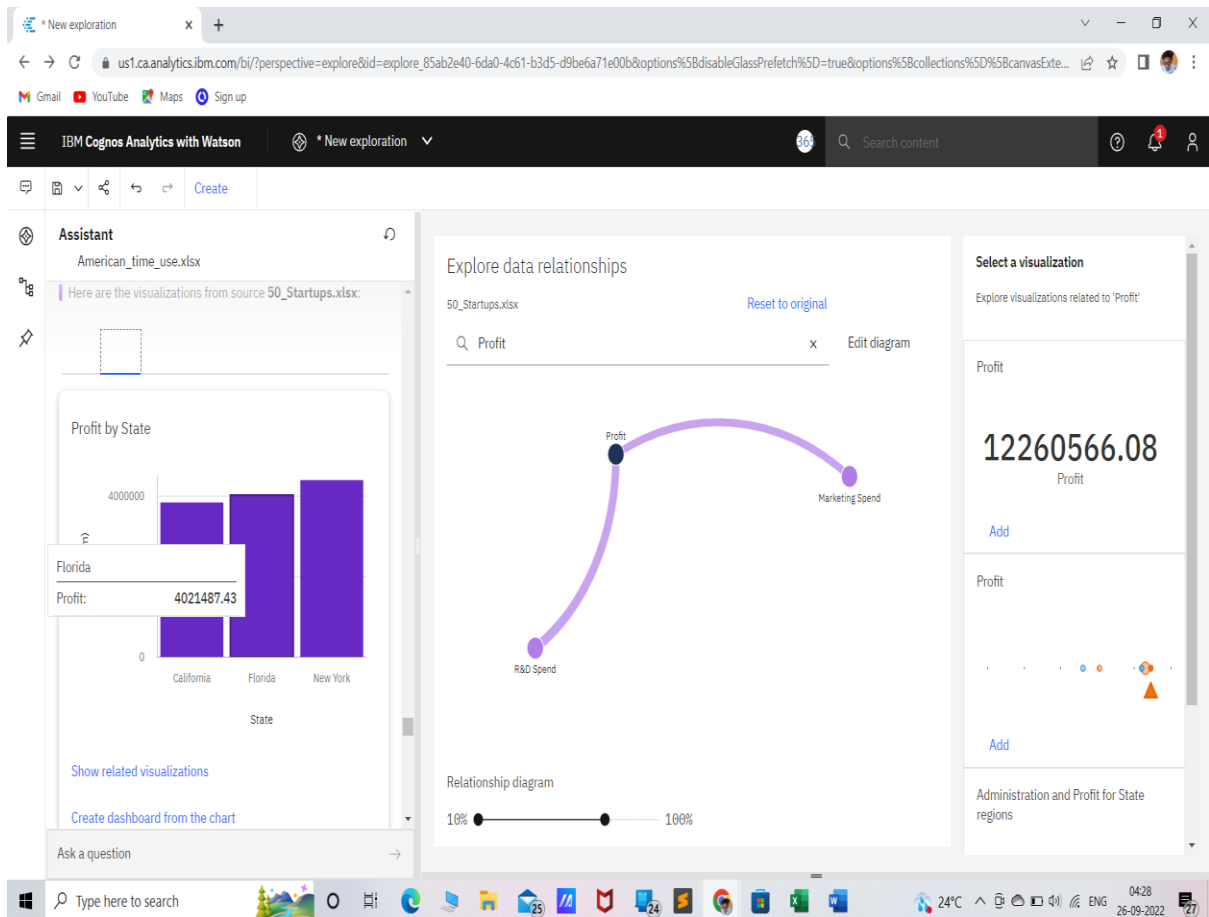 * New exploration
us1.ca.analytics.ibm.com/bi/?perspective=explore&id=explore_85ab2e40-6da0-4c61-b3d5-d9be6a71e00b&options%5BdisableGlassPrefetch%5D=true&options%5Bcollections%5D%5BcanvasExte...
Gmail YouTube Maps Sign up
IBM Cognos Analytics with Watson * New exploration Search content 1
Create
Assistant
American_time_use.xlsx
Here are the visualizations from source 50_Startups.xlsx:
Profit by State
4000000
Florida
Profit: 4021487.43
0
California Florida New York
State
Show related visualizations
Create dashboard from the chart
Ask a question
Explore data relationships
50_Startups.xlsx Reset to original
Profit x Edit diagram
Profit
Marketing Spend
R&D Spend
Relationship diagram
10% 100%
Select a visualization
Explore visualizations related to 'Profit'
Profit
12260566.08
Profit
Add
Profit
Add
Administration and Profit for State
regions
Type here to search 25 24 24°C ENG 04:28
26-09-2022 27